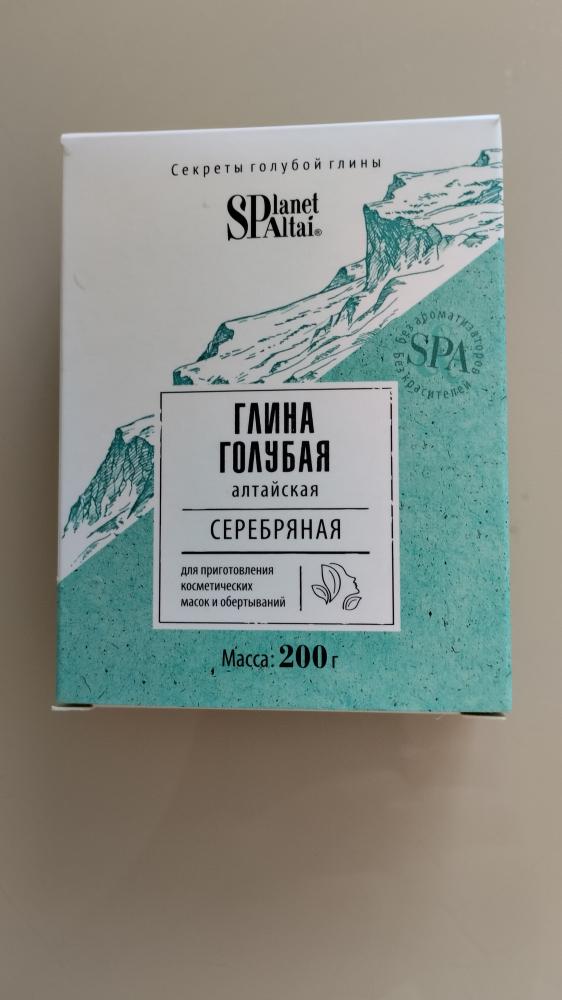 Секреты голубой глины
SPlanet
Altai®
без ароматизаторов
SPA
без красителей
ГЛИНА
ГОЛУБАЯ
алтайская
СЕРЕБРЯНАЯ
для приготовления
косметических
масок и обертываний
Масса: 200 г